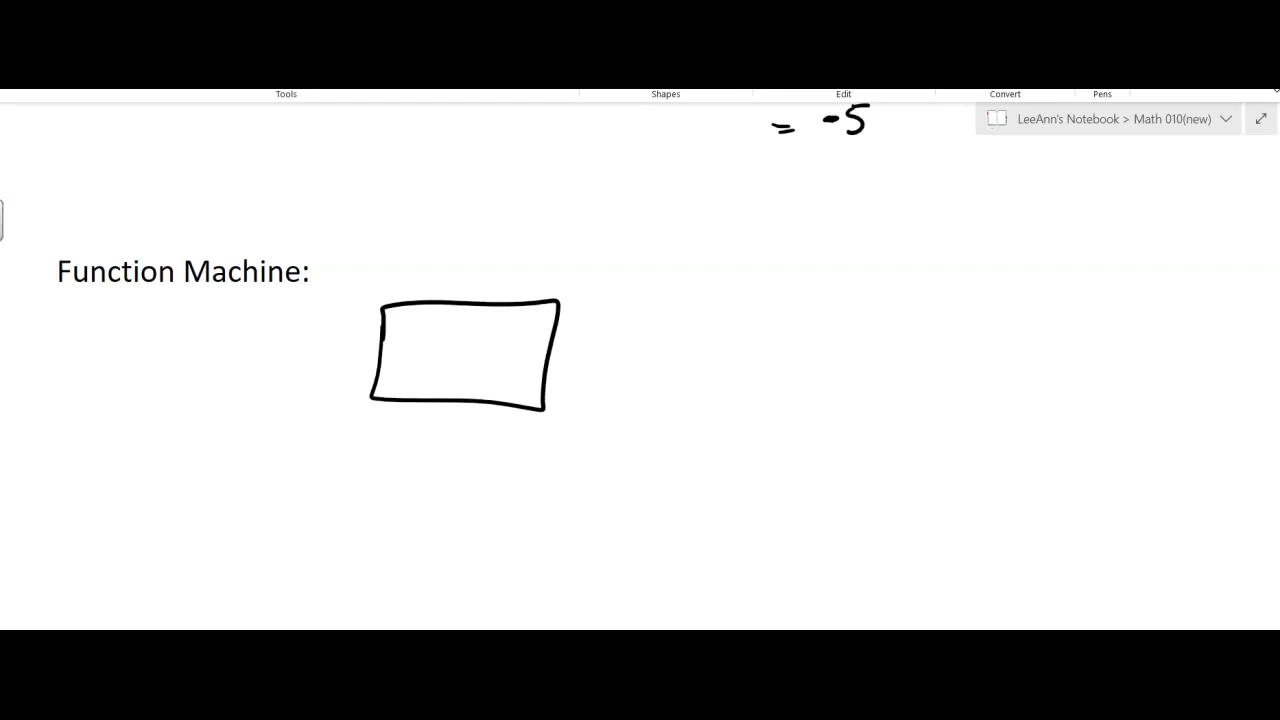 Tools Shapes Edit Convert Pens
= -5
LeeAnn's Notebook > Math 010(new)
Function Machine: